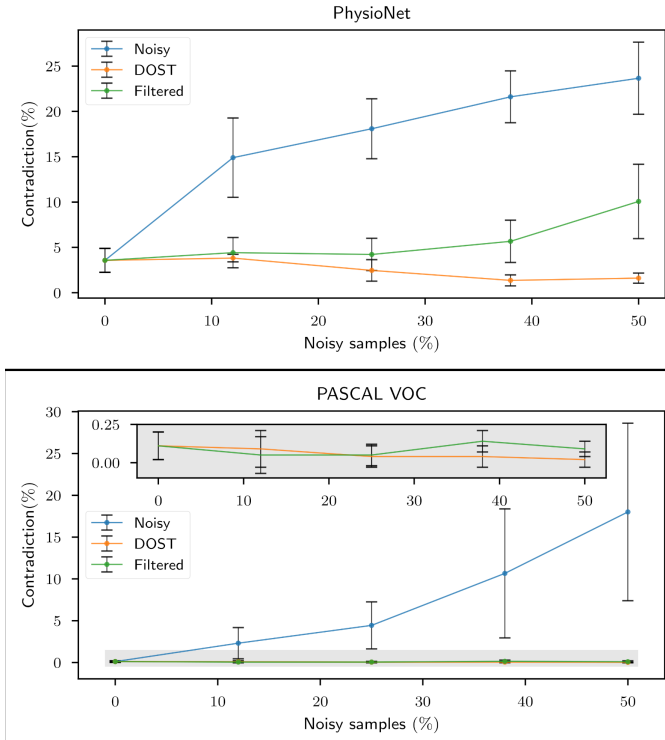 PhysioNet
Contradiction(%)
25
20
15
10
5
0
Noisy
DOST
Filtered
0 10 20 30 40 50
Noisy samples (%)
PASCAL VOC
Contradiction(%)
30
25
20
15
10
5
0
0.25
0.00
0 10 20 30 40 50
Noisy
DOST
Filtered
0 10 20 30 40 50
Noisy samples (%)